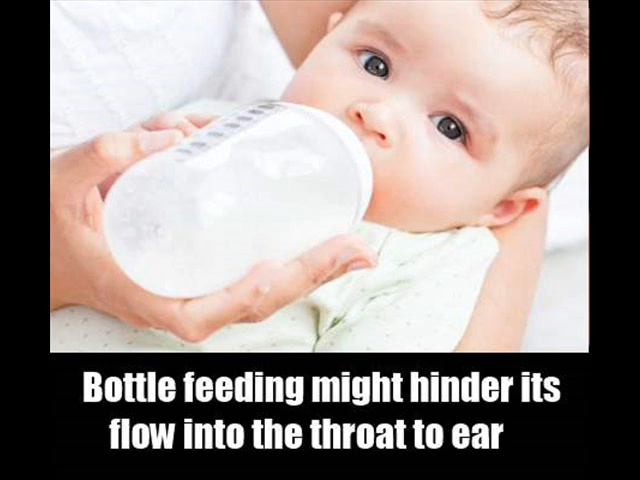 Bottle feeding might hinder its
flow into the throat to ear